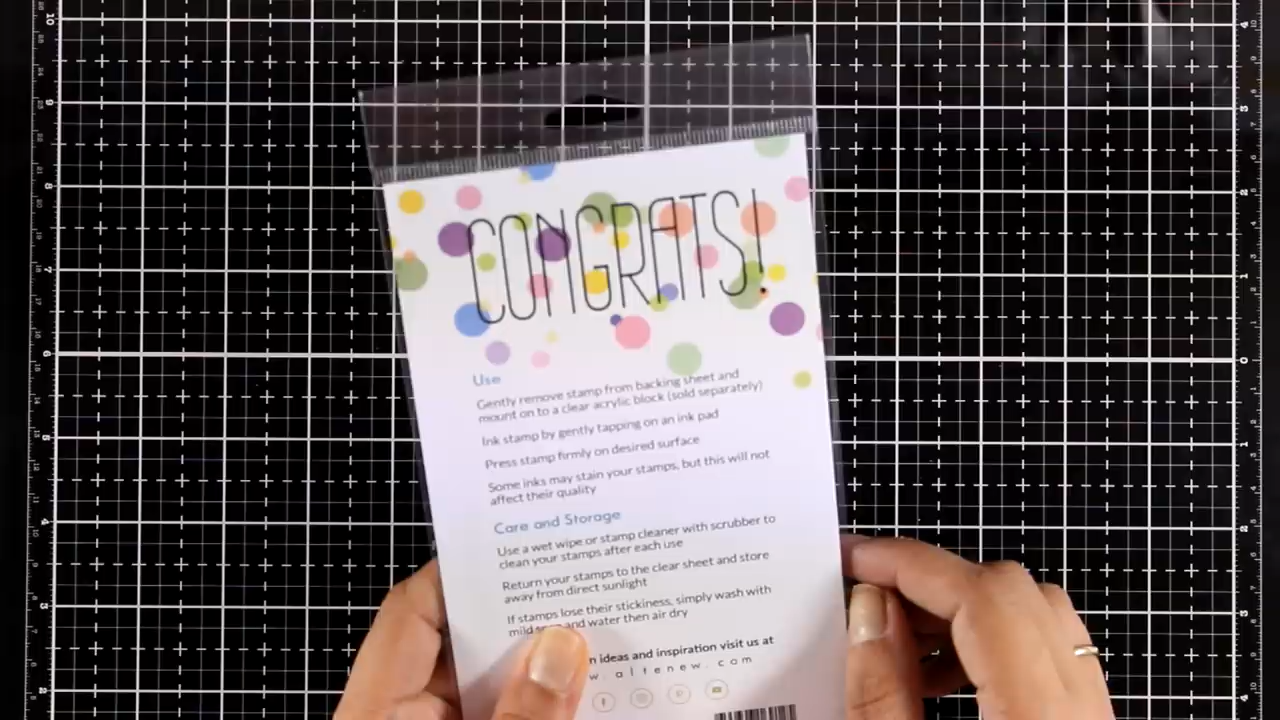 CONGRATS!
Use
Gently remove stamp from backing sheet and
mount on to a clear acrylic block (sold separately)
Ink stamp by gently tapping on an ink pad
Press stamp firmly on desired surface
Some inks may stain your stamps, but this will not
affect their quality
Care and Storage
Use a wet wipe or stamp cleaner with scrubber to
clean your stamps after each use
Return your stamps to the clear sheet and store
away from direct sunlight
If stamps lose their stickiness, simply wash with
mild soap and water then air dry
n ideas and inspiration visit us at
w.altenew.com